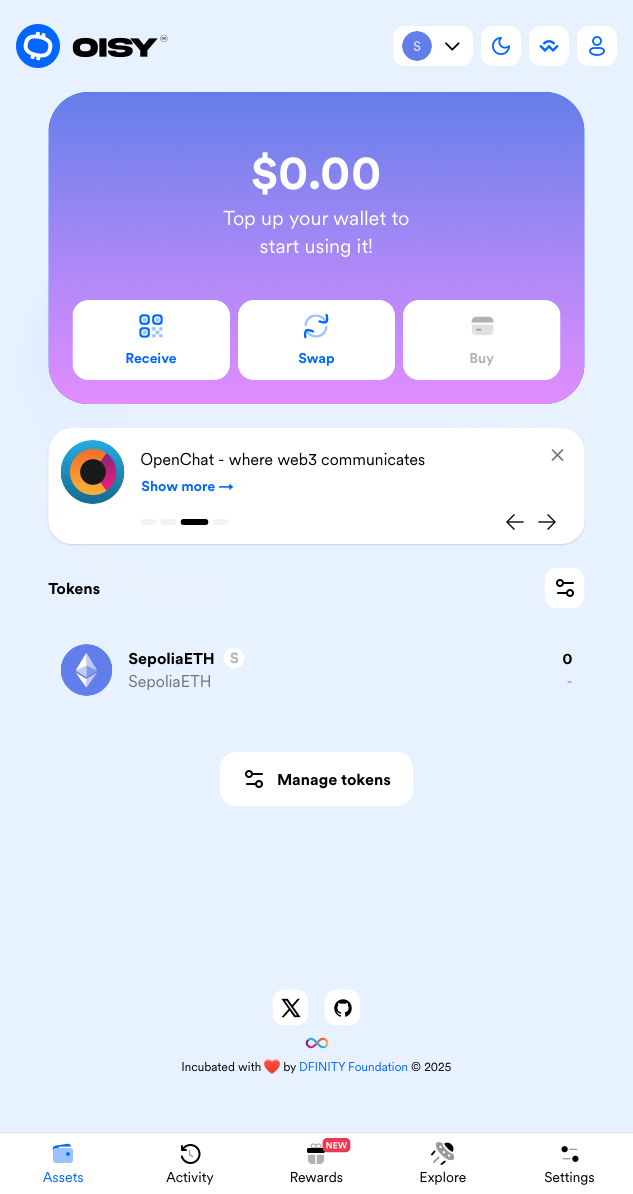 OISY
S
$0.00
Top up your wallet to
start using it!
Receive
Swap
Buy
OpenChat - where web3 communicates
Show more →
Tokens
SepoliaETH S
0
SepoliaETH
-
Manage tokens
Incubated with ❤️ by DFINITY Foundation © 2025
NEW
Assets
Activity
Rewards
Explore
Settings